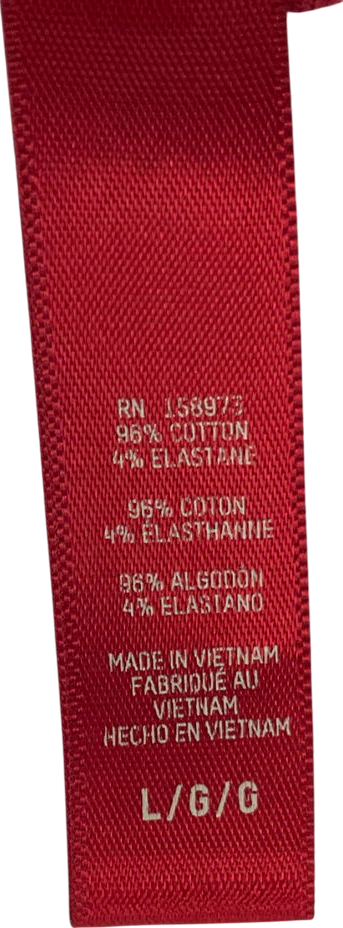 RN 158973
96% COTTON
4% ELASTANE
96% COTON
4% ÉLASTHANNE
96% ALGODÓN
4% ELASTANO
MADE IN VIETNAM
FABRIQUÉ AU
VIETNAM
HECHO EN VIETNAM
L/G/G